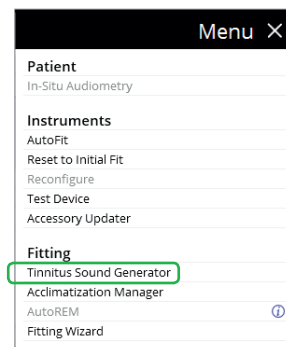 Menu ×
Patient
In-Situ Audiometry
Instruments
AutoFit
Reset to Initial Fit
Reconfigure
Test Device
Accessory Updater
Fitting
Tinnitus Sound Generator
Acclimatization Manager
AutoREM
Fitting Wizard